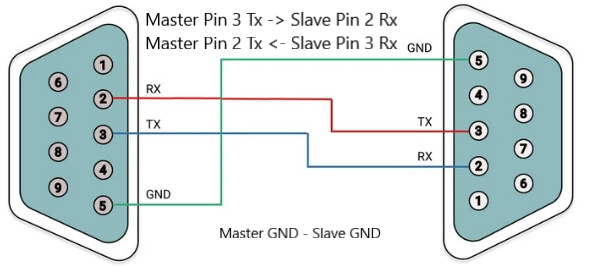 Master Pin 3 Tx -> Slave Pin 2 Rx
Master Pin 2 Tx <- Slave Pin 3 Rx
GND
1
6
2
RX
7
3
TX
8
4
9
5
GND
5
9
4
8
TX
3
7
RX
2
6
1
Master GND - Slave GND